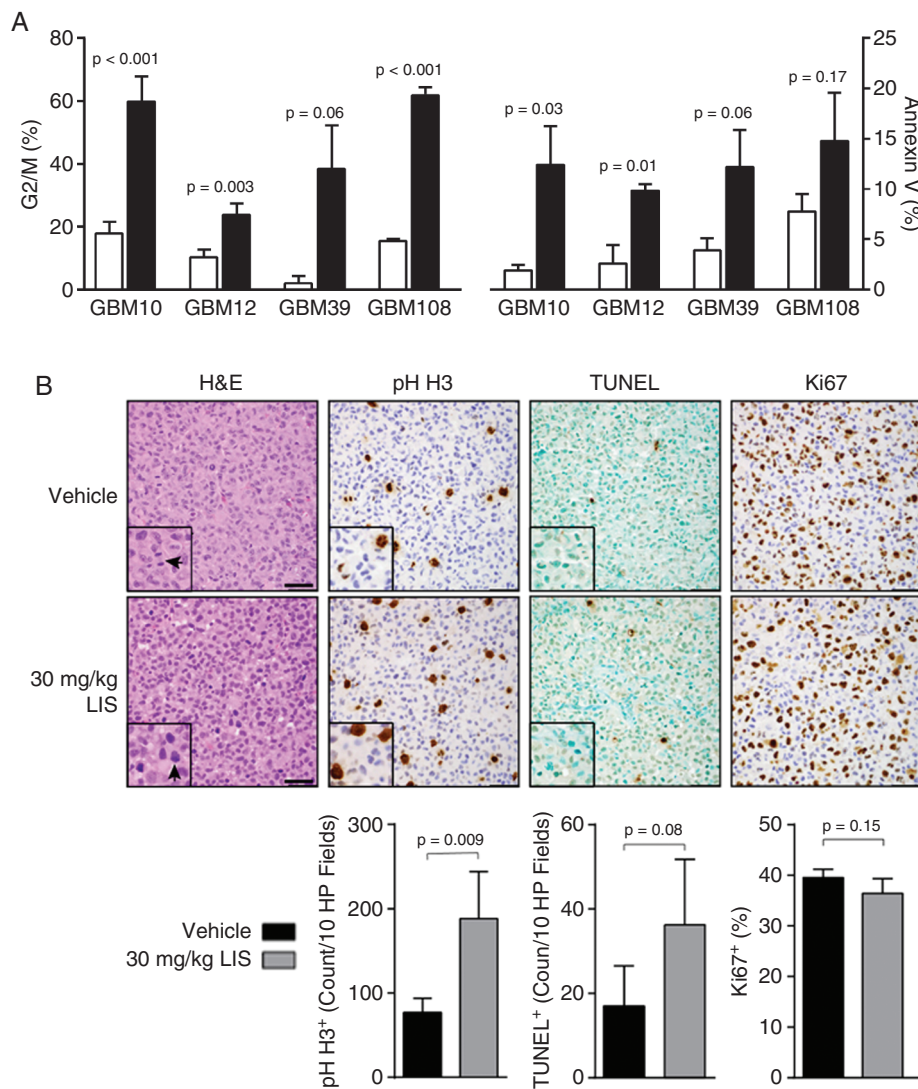 A
80
60
40
20
0
G2/M (%)
p < 0.001
p = 0.003
p = 0.06
p < 0.001
GBM10 GBM12 GBM39 GBM108
p = 0.03
p = 0.01
p = 0.06
p = 0.17
GBM10 GBM12 GBM39 GBM108
25
20
15
10
5
0
Annexin V (%)
B
H&E pH H3 TUNEL Ki67
Vehicle
30 mg/kg
LIS
Vehicle
30 mg/kg LIS
300
200
100
0
pH H3+ (Count/10 HP Fields)
p = 0.009
60
40
20
0
TUNEL+ (Coun/10 HP Fields)
p = 0.08
50
40
30
20
10
0
Ki67+ (%)
p = 0.15